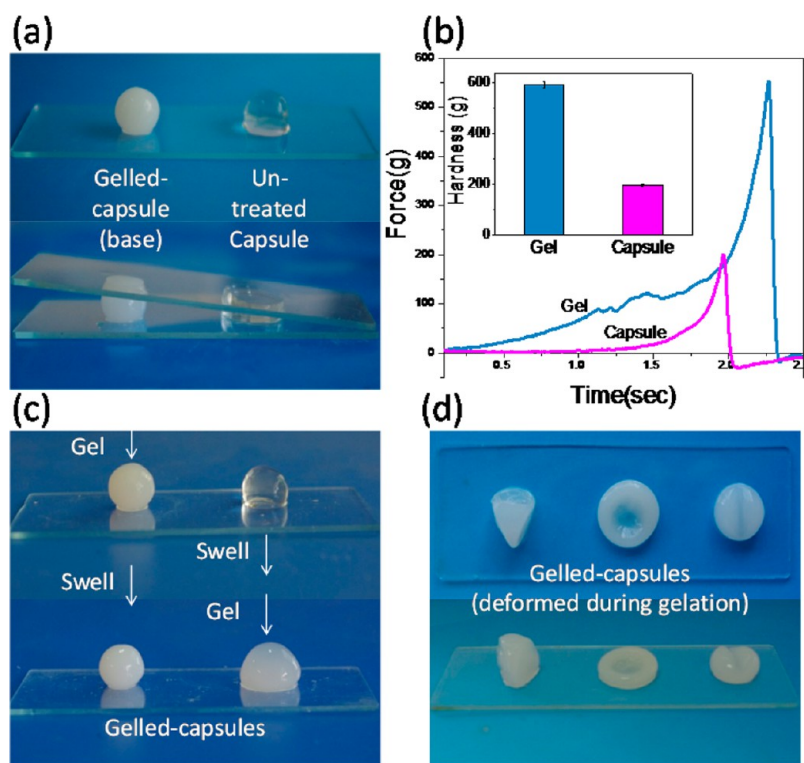 (a)
Gelled-
capsule
(base)
Un-
treated
Capsule
(b)
600
500
400
300
200
100
0
Force(g)
0.5
1.0
1.5
2.0
2.
Time(sec)
Gel
Capsule
600
400
200
0
Hardness (g)
Gel
Capsule
(c)
Gel
Swell
Swell
Gel
Gelled-capsules
(d)
Gelled-capsules
(deformed during gelation)